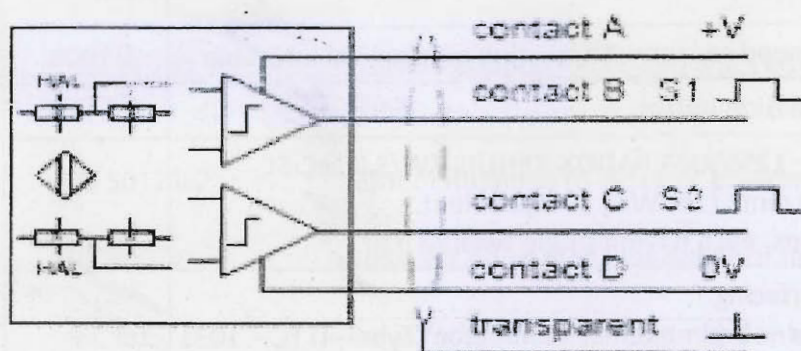 contact A +V
HAL
contact B S1
contact C S2
HAL
contact D 0V
transparent